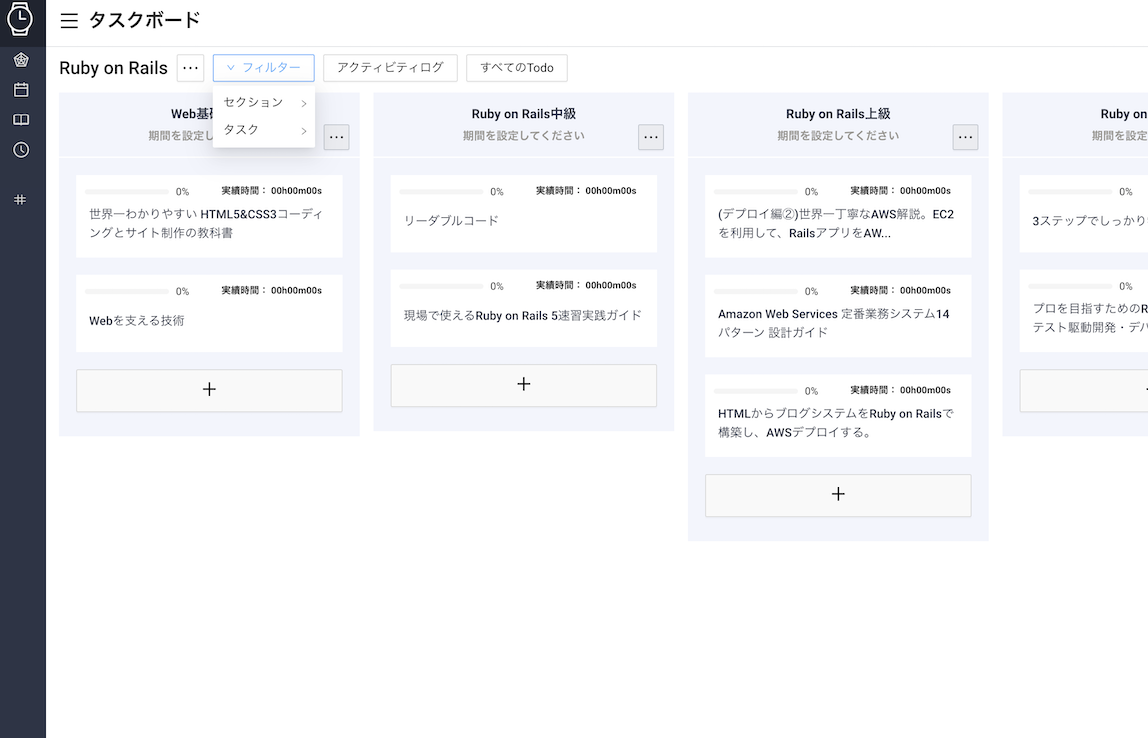 タスクボード
Ruby on Rails
フィルター
アクティビティログ
すべてのTodo
セクション
タスク
Web基
期間を設定し
0%
実績時間： 00h00m00s
世界一わかりやすい HTML5&CSS3コーディ
ングとサイト制作の教科書
0%
実績時間： 00h00m00s
Webを支える技術
Ruby on Rails中級
期間を設定してください
0%
実績時間： 00h00m00s
リーダブルコード
0%
実績時間： 00h00m00s
現場で使えるRuby on Rails 5速習実践ガイド
Ruby on Rails上級
期間を設定してください
0%
実績時間： 00h00m00s
(デプロイ編②)世界一丁寧なAWS解説。EC2
を利用して、RailsアプリをAW...
0%
実績時間： 00h00m00s
Amazon Web Services 定番業務システム14
パターン 設計ガイド
0%
実績時間： 00h00m00s
HTMLからブログシステムをRuby on Railsで
構築し、AWSデプロイする。
Ruby on
期間を設定
0%
3ステップでしっかり
0%
プロを目指すためのR
テスト駆動開発・デバ